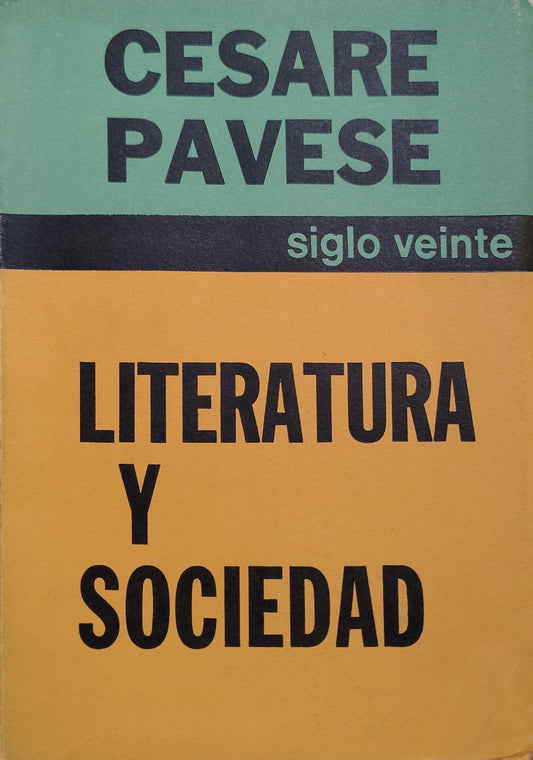 CESARE
PAVESE
siglo veinte
LITERATURA
Y
SOCIEDAD